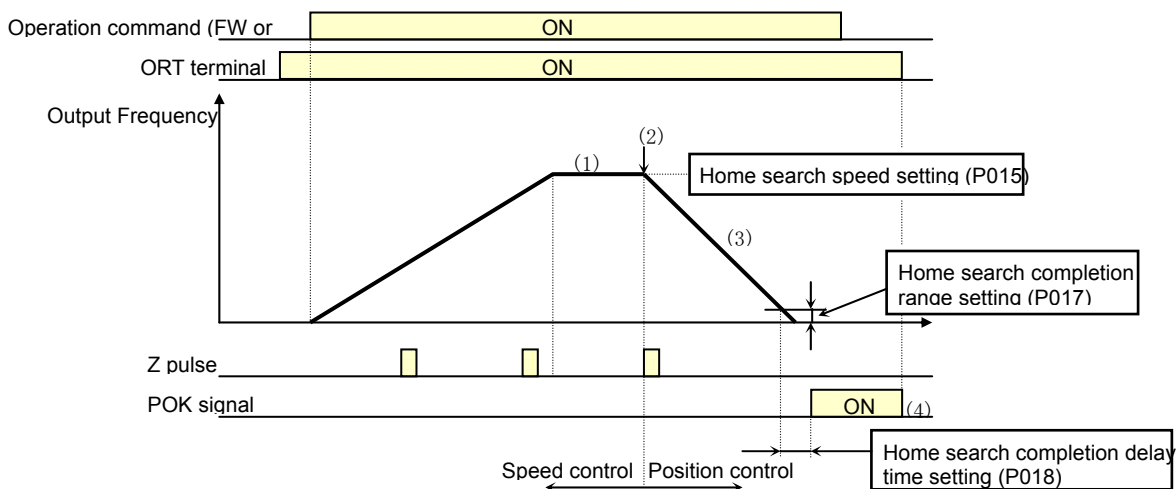 Operation command (FW or
ON
ORT terminal
ON
Output Frequency
(2)
(1)
Home search speed setting (P015)
(3)
Home search completion
range setting (P017)
Z pulse
POK signal
ON
(4)
Speed control
Position control
Home search completion delay
time setting (P018)